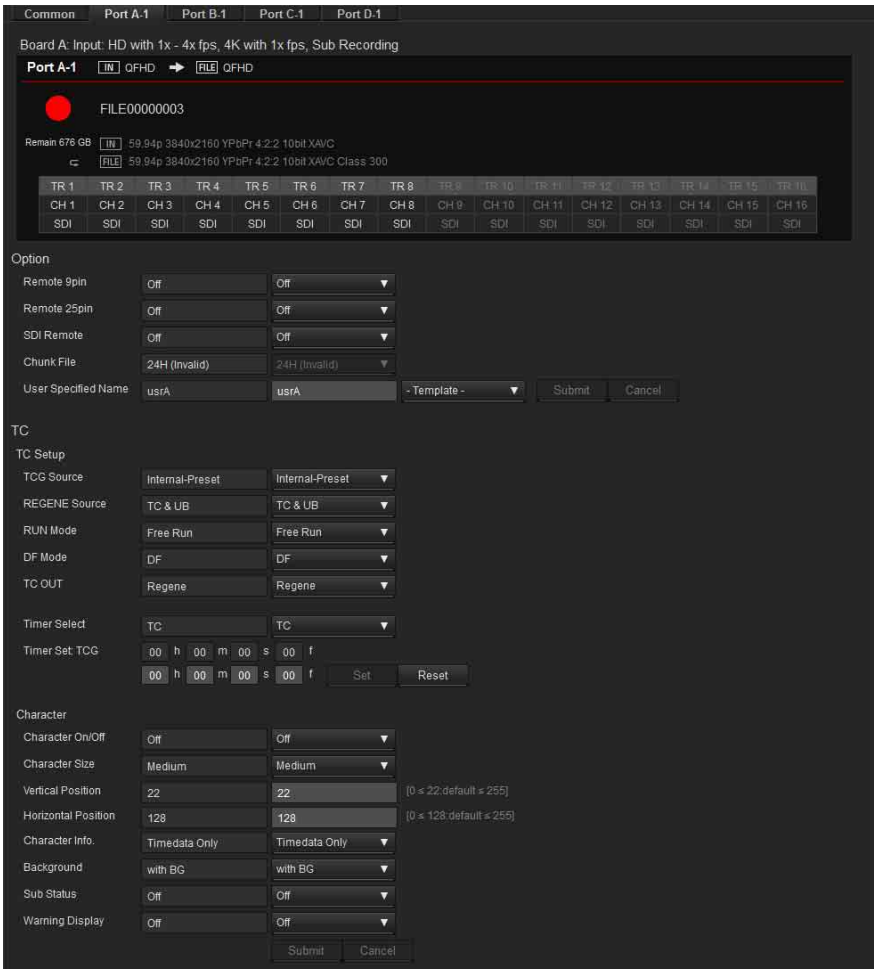 Common Port A-1 Port B-1 Port C-1 Port D-1
Board A: Input: HD with 1x - 4x fps, 4K with 1x fps, Sub Recording
Port A-1 IN QFHD FILE QFHD
FILE00000003
Remain 676 GB IN 59.94p 3840x2160 YPbPr 4:2:2 10bit XAVC
FILE 59.94p 3840x2160 YPbPr 4:2:2 10bit XAVC Class 300
TR 1 TR 2 TR 3 TR 4 TR 5 TR 6 TR 7 TR 8 TR 9 TR 10 TR 11 TR 12 TR 13 TR 14 TR 15 TR 16
CH 1 CH 2 CH 3 CH 4 CH 5 CH 6 CH 7 CH 8 CH 9 CH 10 CH 11 CH 12 CH 13 CH 14 CH 15 CH 16
SDI SDI SDI SDI SDI SDI SDI SDI SDI SDI SDI SDI SDI SDI SDI SDI
Option
Remote 9pin Off Off
Remote 25pin Off Off
SDI Remote Off Off
Chunk File 24H (Invalid) 24H (Invalid)
User Specified Name usrA usrA - Template - Submit Cancel
TC
TC Setup
TCG Source Internal-Preset Internal-Preset
REGENE Source TC & UB TC & UB
RUN Mode Free Run Free Run
DF Mode DF DF
TC OUT Regene Regene
Timer Select TC TC
Timer Set: TCG 00 h 00 m 00 s 00 f
00 h 00 m 00 s 00 f Set Reset
Character
Character On/Off Off Off
Character Size Medium Medium
Vertical Position 22 22 [0 ≤ 22:default ≤ 255]
Horizontal Position 128 128 [0 ≤ 128:default ≤ 255]
Character Info. Timedata Only Timedata Only
Background with BG with BG
Sub Status Off Off
Warning Display Off Off
Submit Cancel